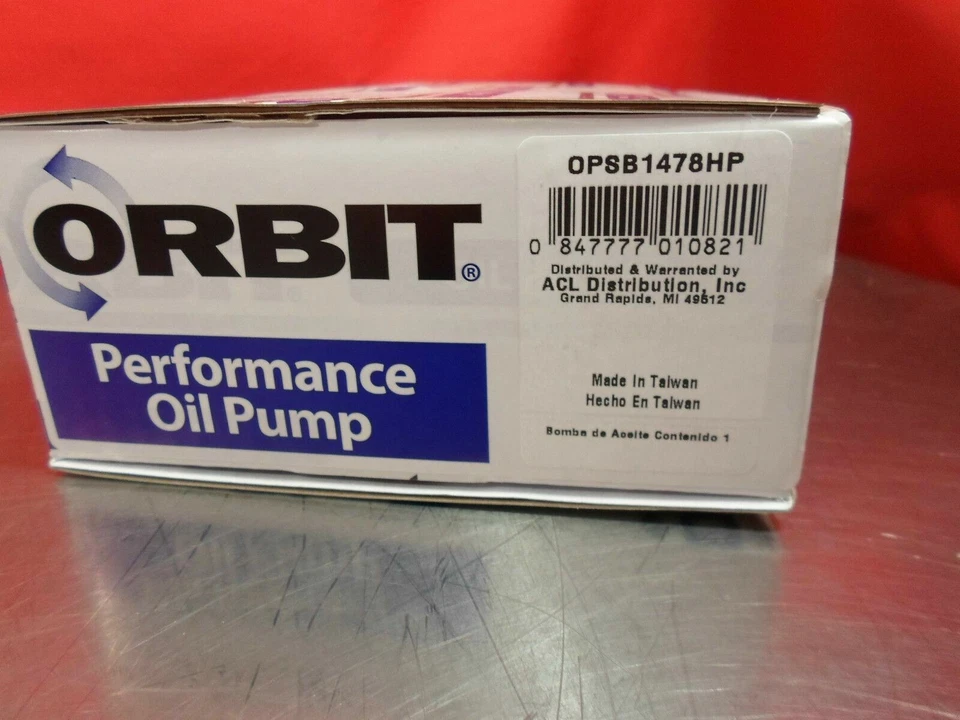 ORBIT®
Performance
Oil Pump
OPSB1478HP
0 847777 010821
Distributed & Warranted by
ACL Distribution, Inc
Grand Rapids, MI 49512
Made In Taiwan
Hecho En Taiwan
Bomba de Aceite Contenido 1